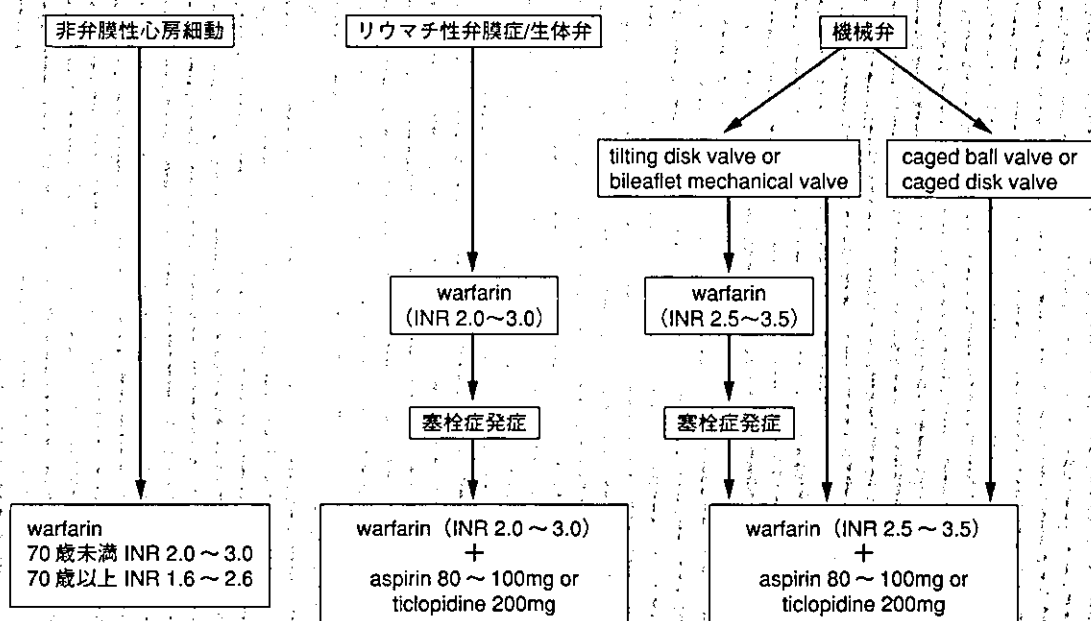 非弁膜性心房細動
リウマチ性弁膜症/生体弁
機械弁
tilting disk valve or
bileaflet mechanical valve
caged ball valve or
caged disk valve
warfarin
(INR 2.0～3.0)
warfarin
(INR 2.5～3.5)
塞栓症発症
塞栓症発症
warfarin
70歳未満 INR 2.0～3.0
70歳以上 INR 1.6～2.6
warfarin (INR 2.0～3.0)
+
aspirin 80～100mg or
ticlopidine 200mg
warfarin (INR 2.5～3.5)
+
aspirin 80～100mg or
ticlopidine 200mg